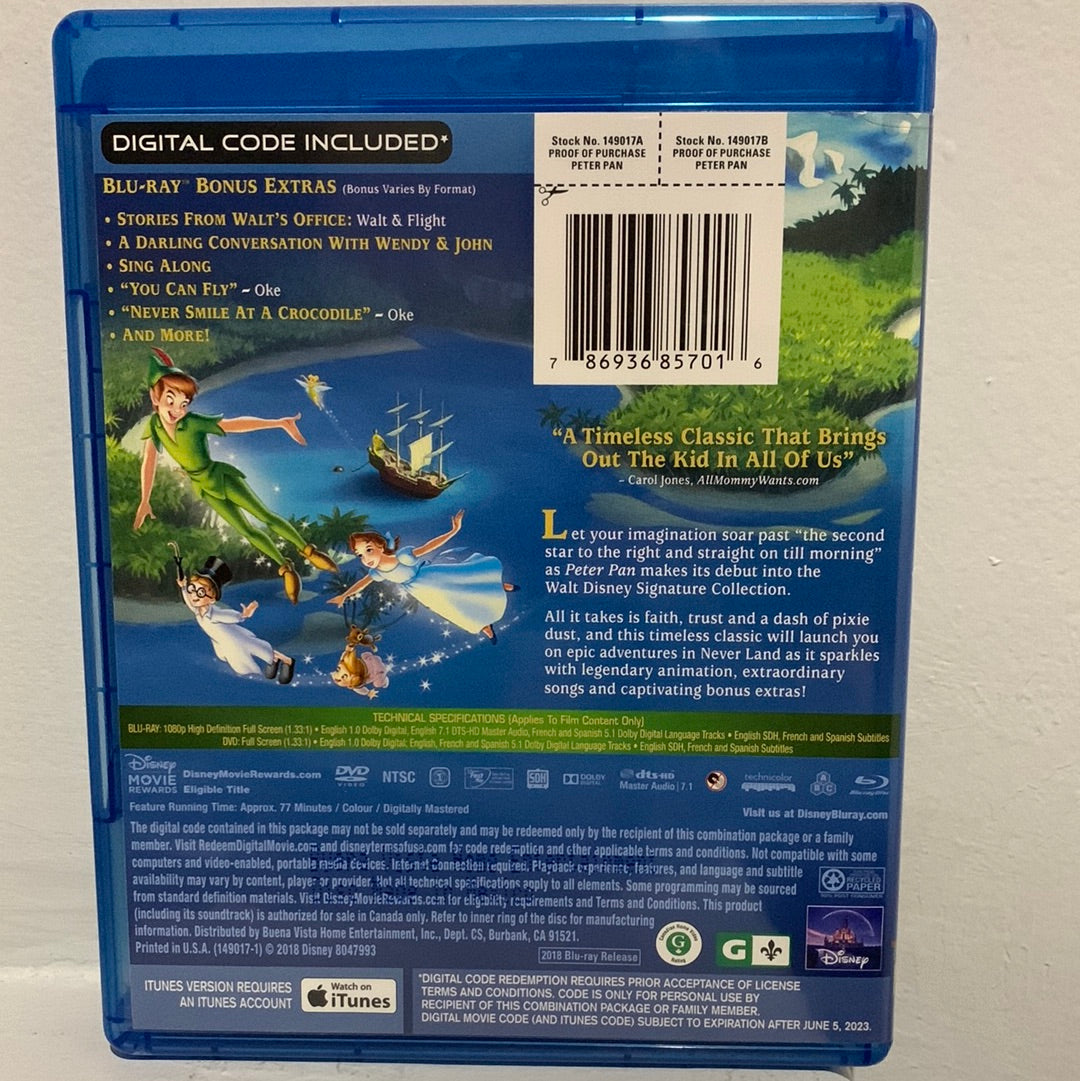 DIGITAL CODE INCLUDED*
BLU-RAY™ BONUS EXTRAS (Bonus Varies By Format)
• STORIES FROM WALT'S OFFICE: Walt & Flight
• A DARLING CONVERSATION WITH WENDY & JOHN
• SING ALONG
• "YOU CAN FLY" – Oke
• "NEVER SMILE AT A CROCODILE" – Oke
• AND MORE!
Stock No. 149017A
PROOF OF PURCHASE
PETER PAN
Stock No. 149017B
PROOF OF PURCHASE
PETER PAN
7 86936 85701 6
"A Timeless Classic That Brings
Out The Kid In All Of Us"
– Carol Jones, AllMommyWants.com
Let your imagination soar past "the second
star to the right and straight on till morning"
as Peter Pan makes its debut into the
Walt Disney Signature Collection.
All it takes is faith, trust and a dash of pixie
dust, and this timeless classic will launch you
on epic adventures in Never Land as it sparkles
with legendary animation, extraordinary
songs and captivating bonus extras!
TECHNICAL SPECIFICATIONS (Applies To Film Content Only)
BLU-RAY: 1080p High Definition Full Screen (1.33:1) • English 1.0 Dolby Digital, English 7.1 DTS-HD Master Audio, French and Spanish 5.1 Dolby Digital Language Tracks • English SDH, French and Spanish Subtitles
DVD: Full Screen (1.33:1) • English 1.0 Dolby Digital, English, French and Spanish 5.1 Dolby Digital Language Tracks • English SDH, French and Spanish Subtitles
Disney
MOVIE
REWARDS
DisneyMovieRewards.com
Eligible Title
DVD
VIDEO
NTSC
1
SDH
DOLBY
DIGITAL
dts-HD
Master Audio | 7.1
technicolor
A
B C
Blu-ray Disc
Feature Running Time: Approx. 77 Minutes / Colour / Digitally Mastered
Visit us at DisneyBluray.com
The digital code contained in this package may not be sold separately and may be redeemed only by the recipient of this combination package or a family
member. Visit RedeemDigitalMovie.com and disneytermsofuse.com for code redemption and other applicable terms and conditions. Not compatible with some
computers and video-enabled, portable devices. Internet connection required. Playback experience, features, and language and subtitle
availability may vary by content, player or provider. Not all technical specifications apply to all elements. Some programming may be sourced
from standard definition materials. Visit DisneyMovieRewards.com for eligibility, requirements and Terms and Conditions. This product
(including its soundtrack) is authorized for sale in Canada only. Refer to inner ring of the disc for manufacturing
information. Distributed by Buena Vista Home Entertainment, Inc., Dept. CS, Burbank, CA 91521.
Printed in U.S.A. (149017-1) © 2018 Disney 8047993
2018 Blu-ray Release
RECYCLED
PAPER
G
G
Disney
ITUNES VERSION REQUIRES
AN ITUNES ACCOUNT
Watch on
iTunes
*DIGITAL CODE REDEMPTION REQUIRES PRIOR ACCEPTANCE OF LICENSE
TERMS AND CONDITIONS. CODE IS ONLY FOR PERSONAL USE BY
RECIPIENT OF THIS COMBINATION PACKAGE OR FAMILY MEMBER.
DIGITAL MOVIE CODE (AND ITUNES CODE) SUBJECT TO EXPIRATION AFTER JUNE 5, 2023.